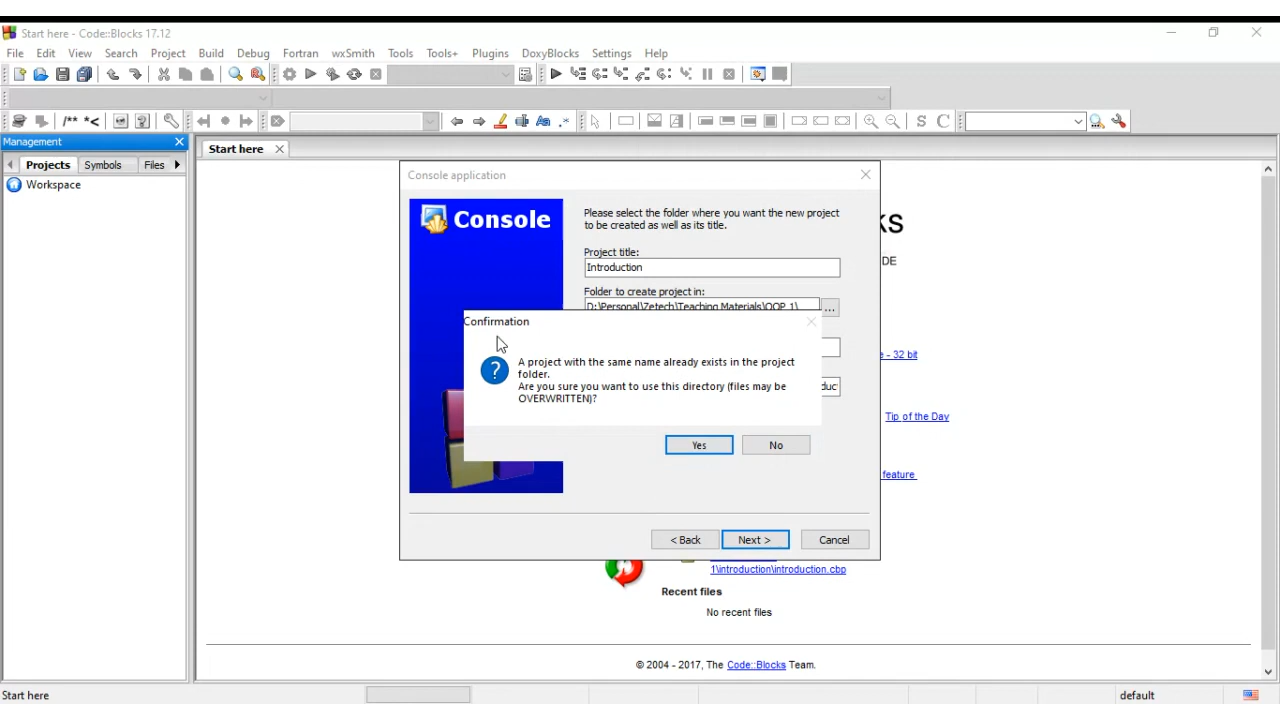 Start here - Code::Blocks 17.12
File Edit View Search Project Build Debug Fortran wxSmith Tools Tools+ Plugins DoxyBlocks Settings Help
/** *<
S C
Management
Projects Symbols Files
Workspace
Start here
Console application
Console
Please select the folder where you want the new project
to be created as well as its title.
Project title:
Introduction
Folder to create project in:
D:\Personal\Zetech\Teaching Materials\OOP 1\
...
Confirmation
A project with the same name already exists in the project
folder.
Are you sure you want to use this directory (files may be
OVERWRITTEN)?
Yes No
< Back Next > Cancel
DE
e - 32 bit
Tip of the Day
feature
1\introduction\introduction.cbp
Recent files
No recent files
© 2004 - 2017, The Code::Blocks Team.
Start here
default